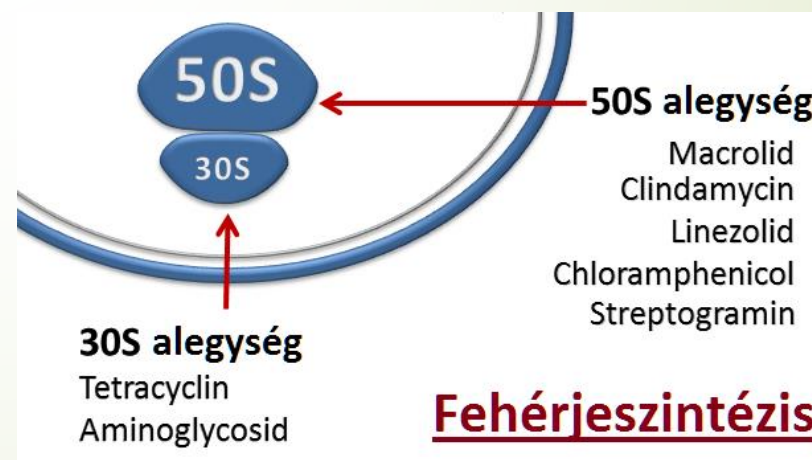 50S
30S
50S alegység
Macrolid
Clindamycin
Linezolid
Chloramphenicol
Streptogramin
30S alegység
Tetracyclin
Aminoglycosid
Fehérjeszintézis